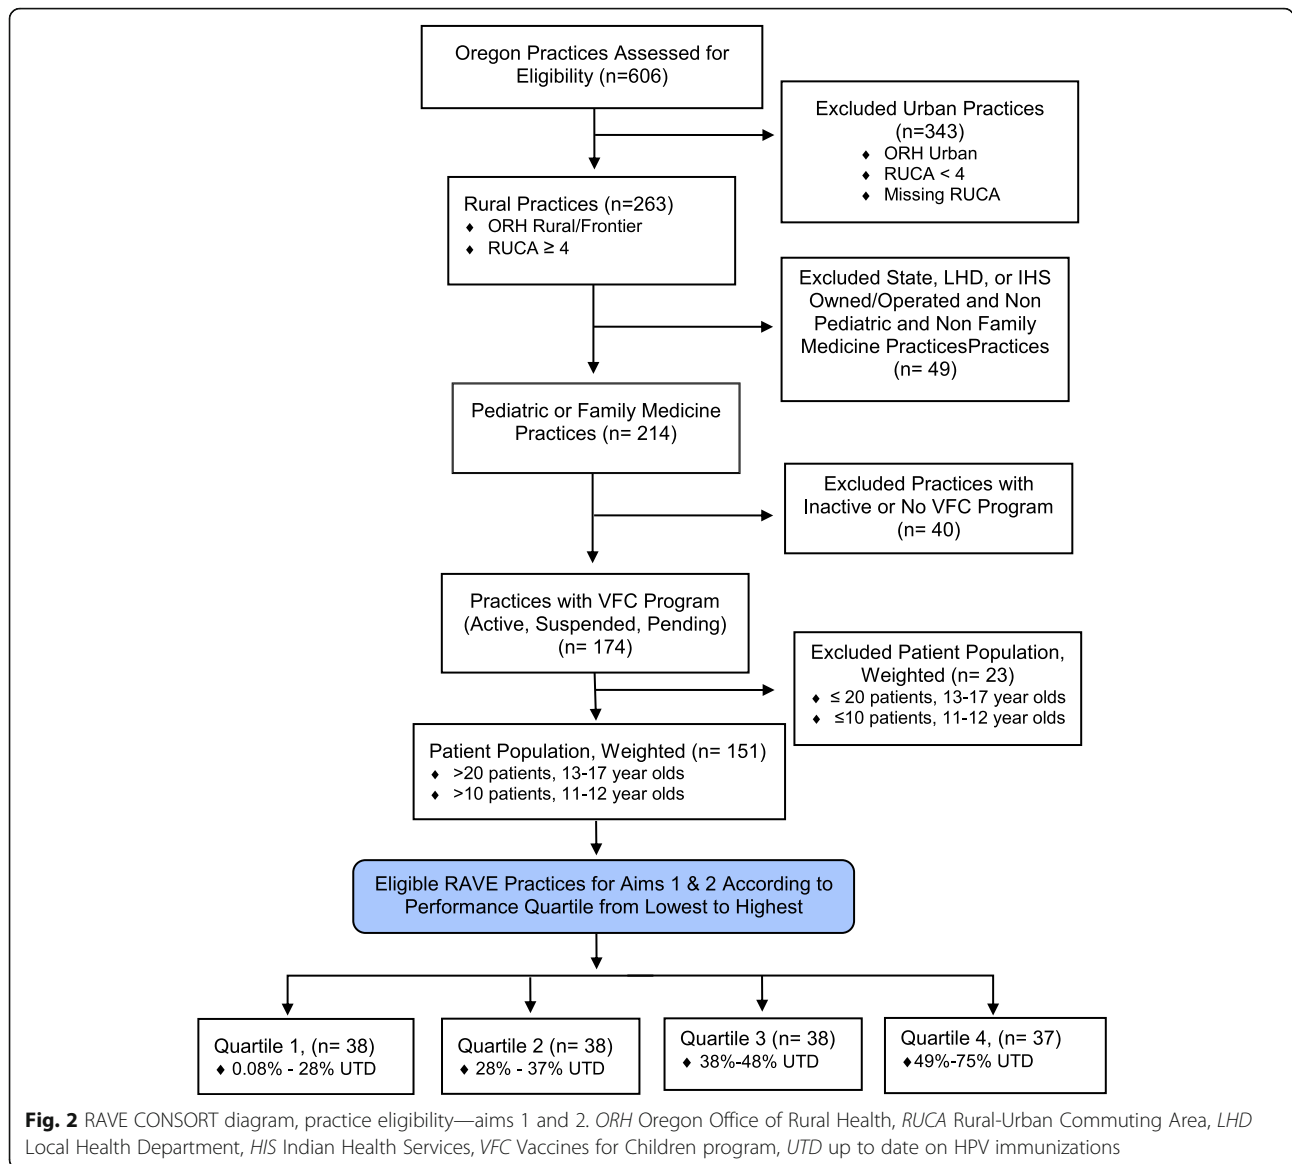 Oregon Practices Assessed for
Eligibility (n=606)
Excluded Urban Practices
(n=343)
♦ ORH Urban
♦ RUCA < 4
♦ Missing RUCA
Rural Practices (n=263)
♦ ORH Rural/Frontier
♦ RUCA ≥ 4
Excluded State, LHD, or IHS
Owned/Operated and Non
Pediatric and Non Family
Medicine PracticesPractices
(n= 49)
Pediatric or Family Medicine
Practices (n= 214)
Excluded Practices with
Inactive or No VFC Program
(n= 40)
Practices with VFC Program
(Active, Suspended, Pending)
(n= 174)
Excluded Patient Population,
Weighted (n= 23)
♦ ≤ 20 patients, 13-17 year olds
♦ ≤10 patients, 11-12 year olds
Patient Population, Weighted (n= 151)
♦ >20 patients, 13-17 year olds
♦ >10 patients, 11-12 year olds
Eligible RAVE Practices for Aims 1 & 2 According to
Performance Quartile from Lowest to Highest
Quartile 1, (n= 38)
♦ 0.08% - 28% UTD
Quartile 2 (n= 38)
♦ 28% - 37% UTD
Quartile 3 (n= 38)
♦ 38%-48% UTD
Quartile 4, (n= 37)
♦49%-75% UTD
Fig. 2 RAVE CONSORT diagram, practice eligibility—aims 1 and 2. ORH Oregon Office of Rural Health, RUCA Rural-Urban Commuting Area, LHD
Local Health Department, HIS Indian Health Services, VFC Vaccines for Children program, UTD up to date on HPV immunizations